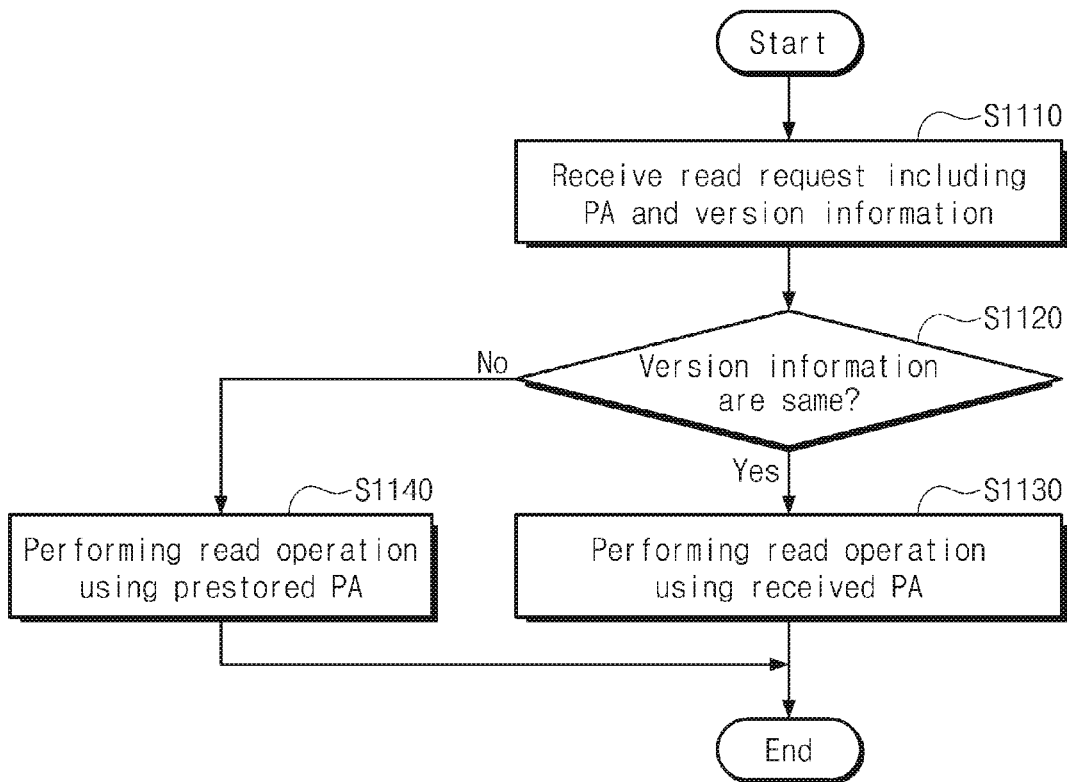 Start
S1110
Receive read request including
PA and version information
S1120
No
Version information
are same?
Yes
S1140
S1130
Performing read operation
using prestored PA
Performing read operation
using received PA
End